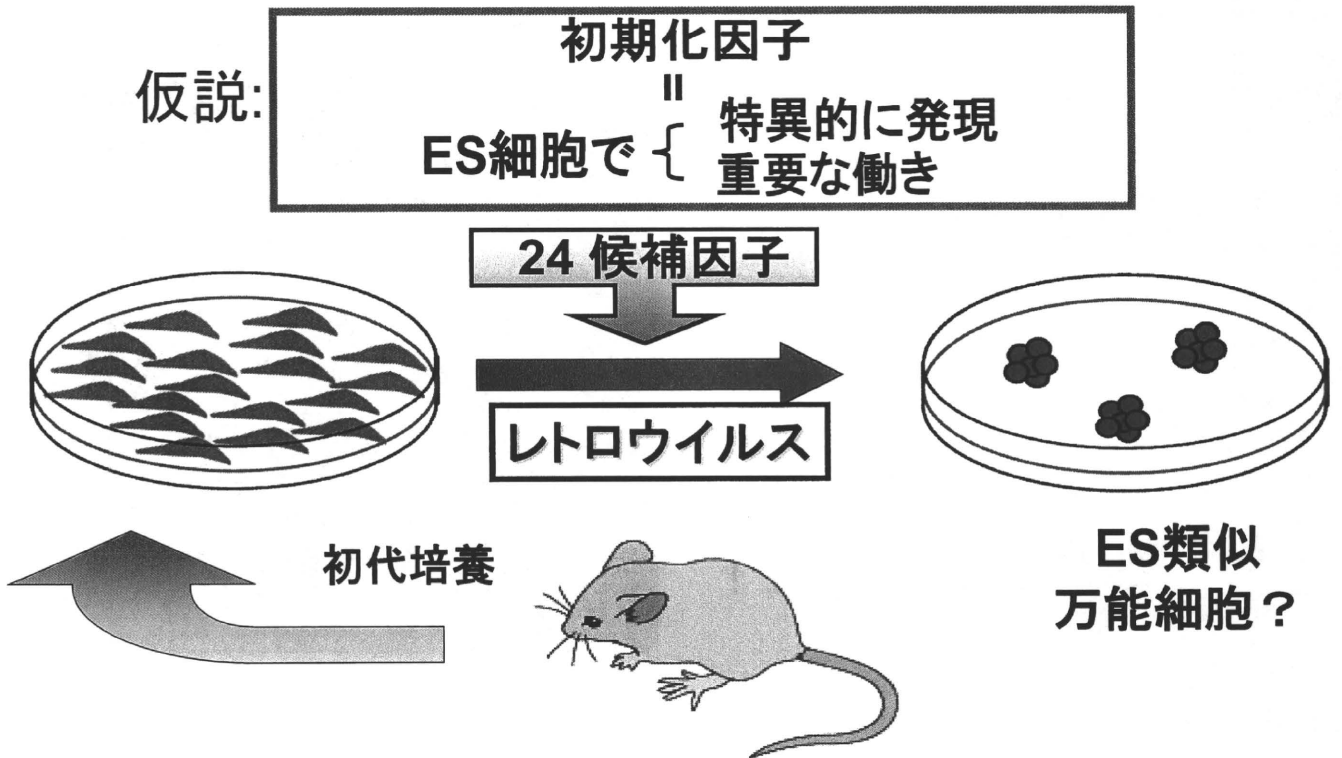 仮説:
初期化因子
=
ES細胞で { 特異的に発現
重要な働き
24 候補因子
レトロウイルス
初代培養
ES類似
万能細胞？